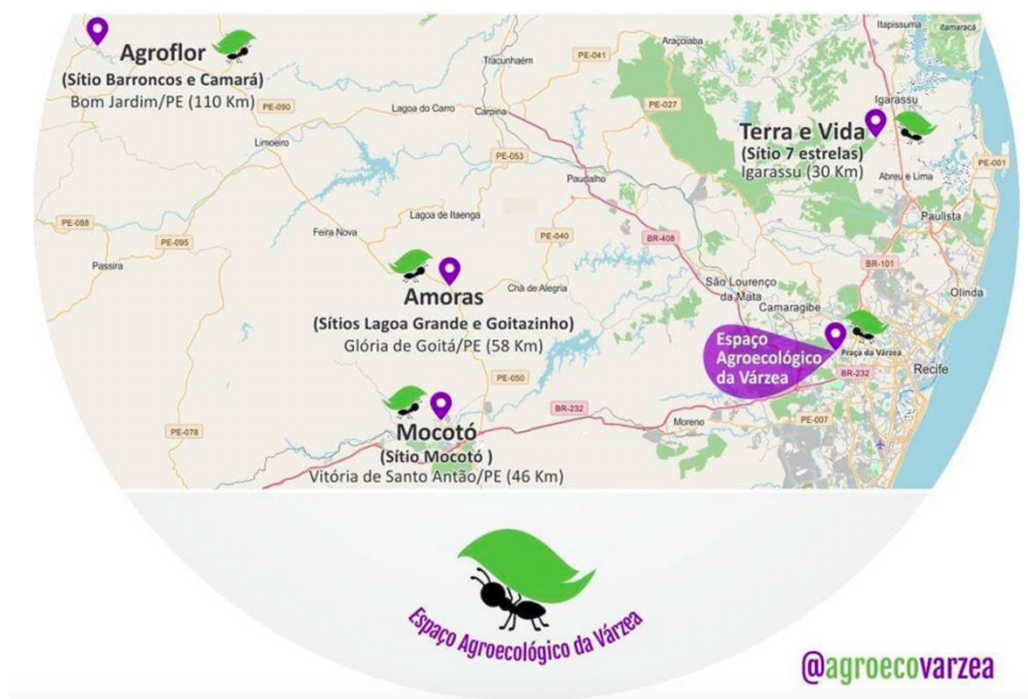 Agroflor
(Sítio Barroncos e Camará)
Bom Jardim/PE (110 Km)
PE-090
Limoeiro
Lagoa do Carro
Carpina
Tracunhaém
PE-041
Araçoiaba
Itapissuma
Itamaracá
PE-027
Igarassu
Terra e Vida
(Sítio 7 estrelas)
Igarassu (30 Km)
PE-001
Abreu e Lima
PE-053
Paudalho
Paulista
PE-088
PE-095
Passira
Feira Nova
Lagoa de Itaenga
PE-040
BR-408
BR-101
Amoras
(Sítios Lagoa Grande e Goitazinho)
Glória de Goitá/PE (58 Km)
Chã de Alegria
São Lourenço
da Mata
Camaragibe
Olinda
Espaço
Agroecológico
da Várzea
Praça da Várzea
BR-232
Recife
PE-050
BR-232
Moreno
PE-007
PE-078
Mocotó
(Sítio Mocotó )
Vitória de Santo Antão/PE (46 Km)
Espaço Agroecológico da Várzea
@agroecovarzea